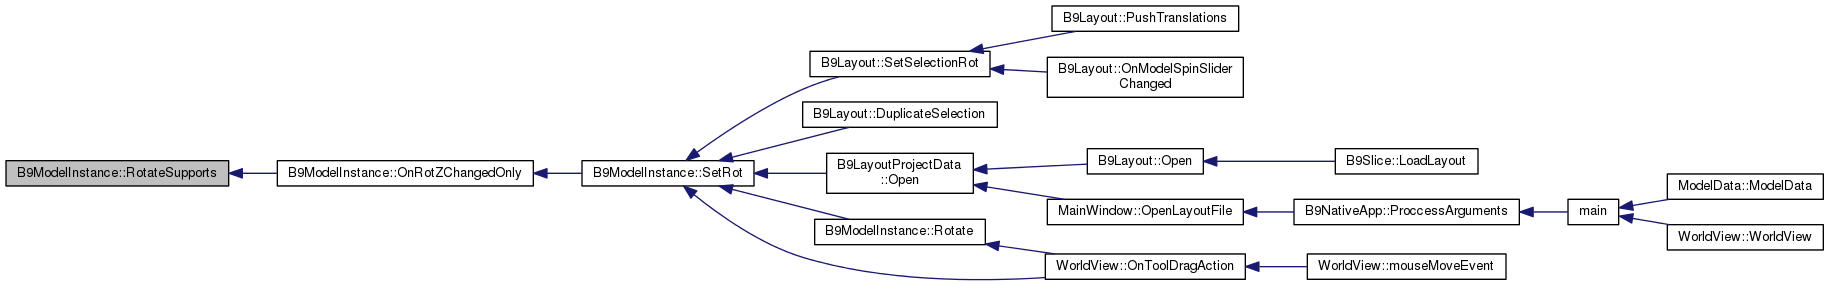 B9ModelInstance::RotateSupports
B9ModelInstance::OnRotZChangedOnly
B9ModelInstance::SetRot
B9Layout::SetSelectionRot
B9Layout::PushTranslations
B9Layout::OnModelSpinSlider
Changed
B9Layout::DuplicateSelection
B9LayoutProjectData
::Open
B9Layout::Open
B9Slice::LoadLayout
MainWindow::OpenLayoutFile
B9NativeApp::ProccessArguments
main
ModelData::ModelData
WorldView::WorldView
B9ModelInstance::Rotate
WorldView::OnToolDragAction
WorldView::mouseMoveEvent